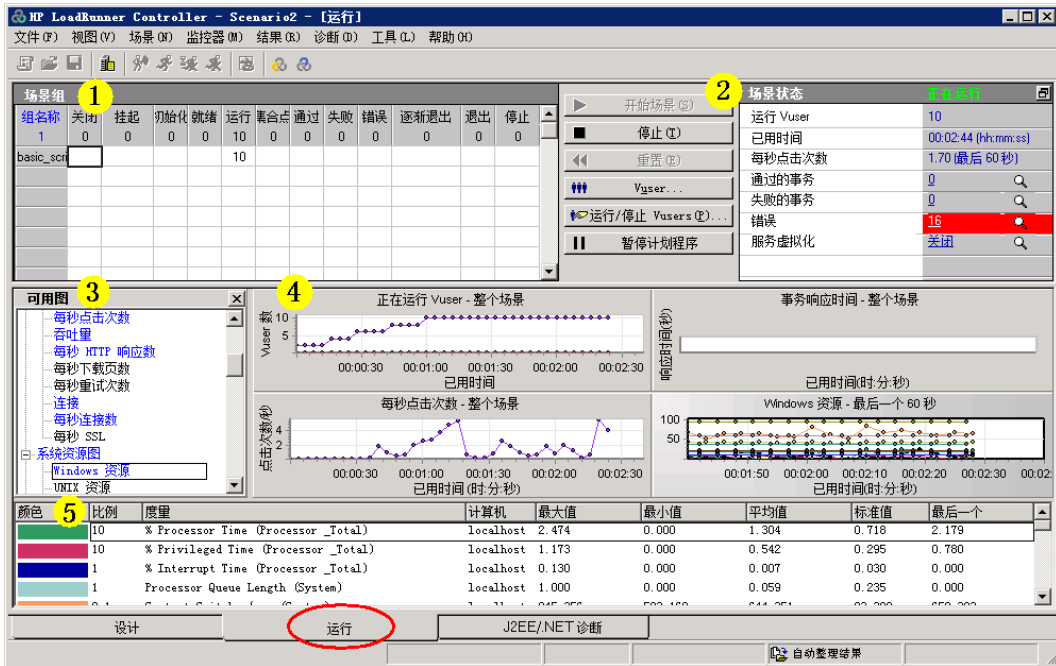 HP LoadRunner Controller - Scenario2 - [运行]
文件(F) 视图(V) 场景(N) 监控器(M) 结果(R) 诊断(D) 工具(L) 帮助(H)
场景组 1
组名称 关闭 挂起 初始化 就绪 运行 集合点 通过 失败 错误 逐渐退出 退出 停止
1 0 0 0 0 10 0 0 0 0 0 0 0
basic_scri 10
开始场景(S)
停止(T)
重置(E)
Vuser...
运行/停止 Vusers(P)...
暂停计划程序
2 场景状态 正在运行
运行 Vuser 10
已用时间 00:02:44 (hh:mm:ss)
每秒点击次数 1.70 (最后 60 秒)
通过的事务 0
失败的事务 0
错误 16
服务虚拟化 关闭
可用图 3
每秒点击次数
吞吐量
每秒 HTTP 响应数
每秒下载页数
每秒重试次数
连接
每秒连接数
每秒 SSL
系统资源图
Windows 资源
UNIX 资源
4 正在运行 Vuser - 整个场景
Vuser 数
10
5
00:00:30 00:01:00 00:01:30 00:02:00 00:02:30
已用时间
事务响应时间 - 整个场景
响应时间(秒)
已用时间(时:分:秒)
每秒点击次数 - 整个场景
点击次数/秒
4
2
00:00:30 00:01:00 00:01:30 00:02:00 00:02:30
已用时间 (时:分:秒)
Windows 资源 - 最后一个 60 秒
100
50
00:01:50 00:02:00 00:02:10 00:02:20 00:02:30 00:02:
已用时间(时:分:秒)
颜色 5 比例 度量 计算机 最大值 最小值 平均值 标准值 最后一个
10 % Processor Time (Processor _Total) localhost 2.474 0.000 1.304 0.718 2.179
10 % Privileged Time (Processor _Total) localhost 1.173 0.000 0.542 0.295 0.780
1 % Interrupt Time (Processor _Total) localhost 0.130 0.000 0.007 0.030 0.000
1 Processor Queue Length (System) localhost 1.000 0.000 0.059 0.235 0.000
设计 运行 J2EE/.NET 诊断
自动整理结果